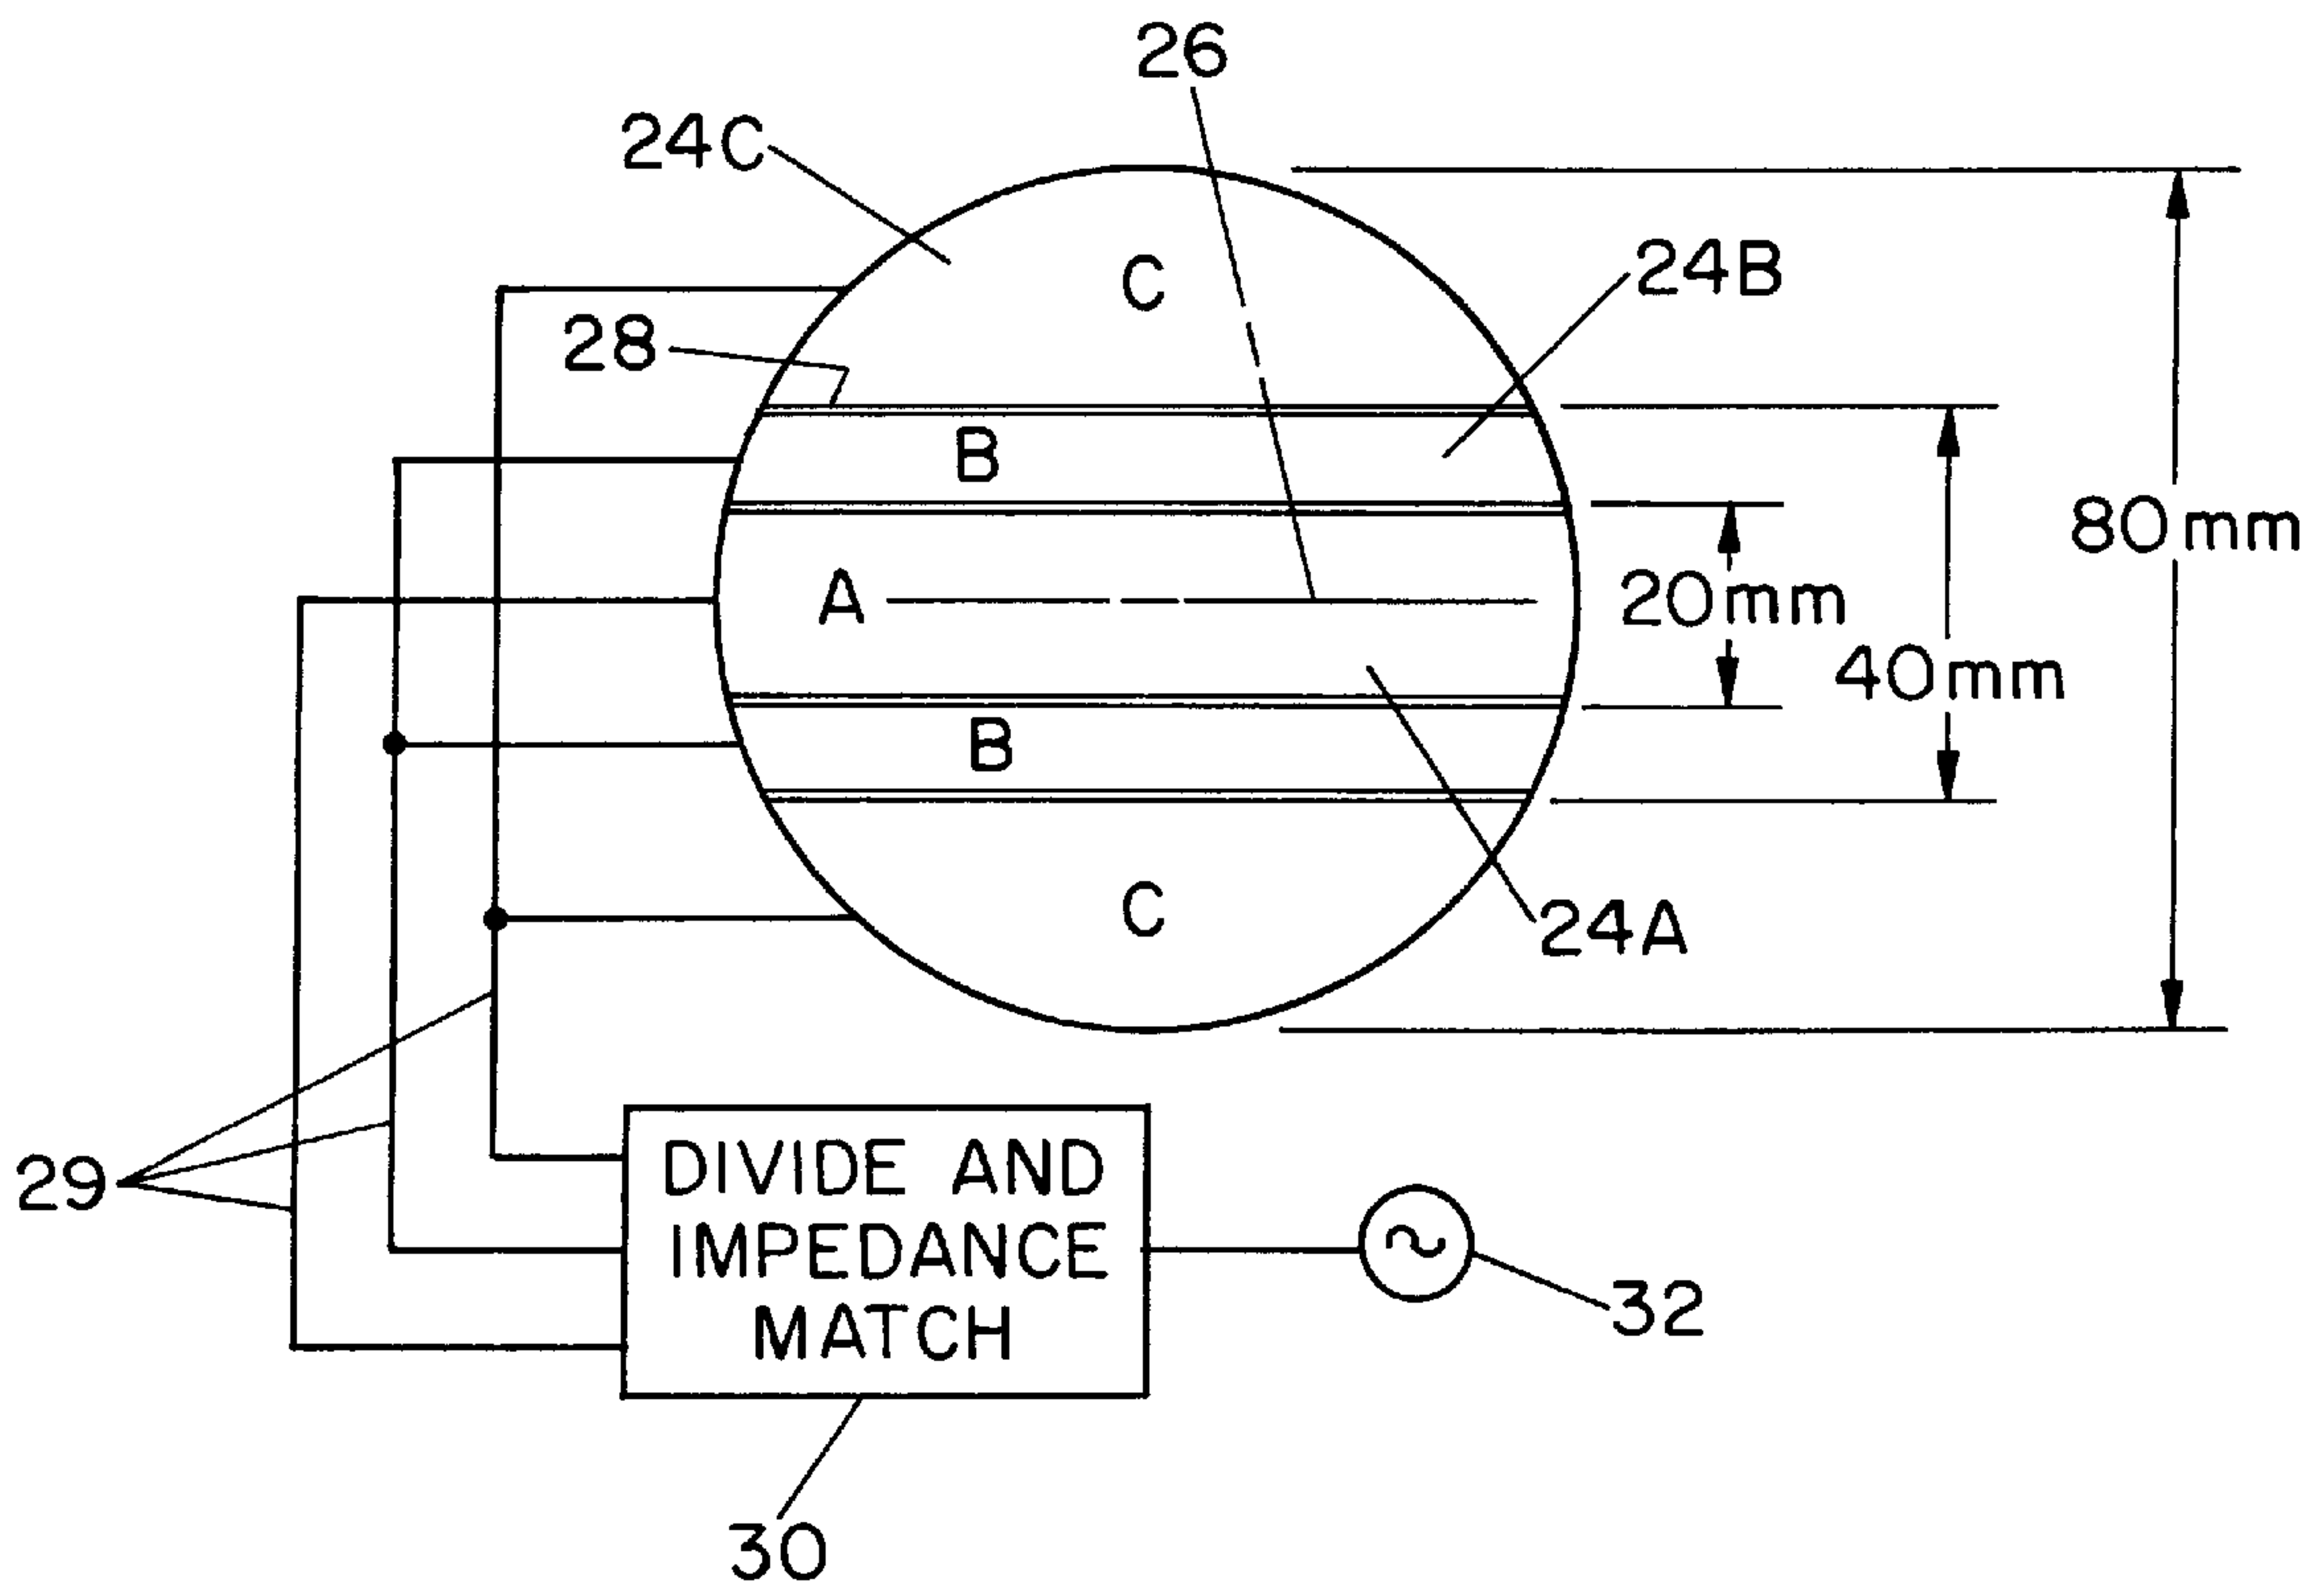 26
24C
C
24B
28
B
80mm
A
20mm
40mm
B
C
24A
29
DIVIDE AND
IMPEDANCE
MATCH
32
30